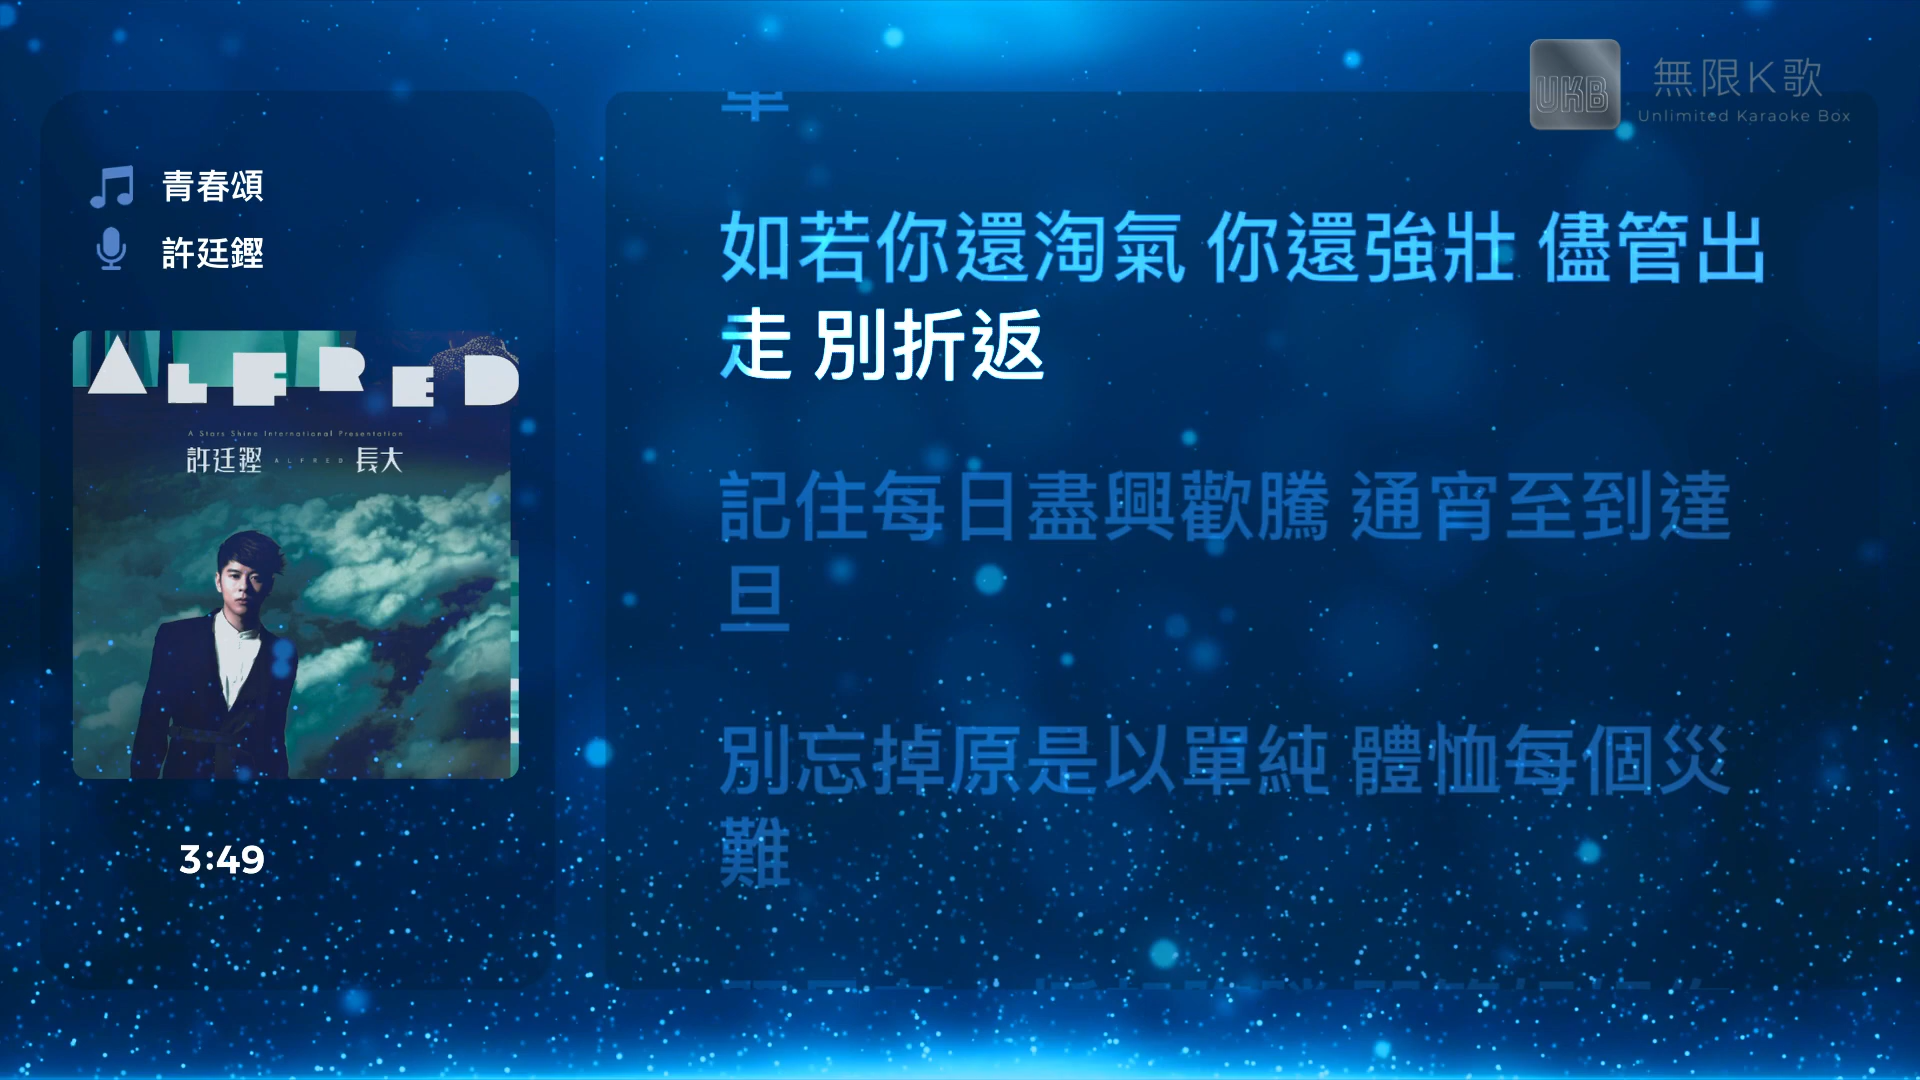 青春頌
許廷鏗
ALFRED
A Stars Shine International Presentation
許廷鏗 ALFRED 長大
3:49
UKB
無限K歌
Unlimited Karaoke Box
如若你還淘氣 你還強壯 儘管出
走 別折返
記住每日盡興歡騰 通宵至到達
旦
別忘掉原是以單純 體恤每個災
難